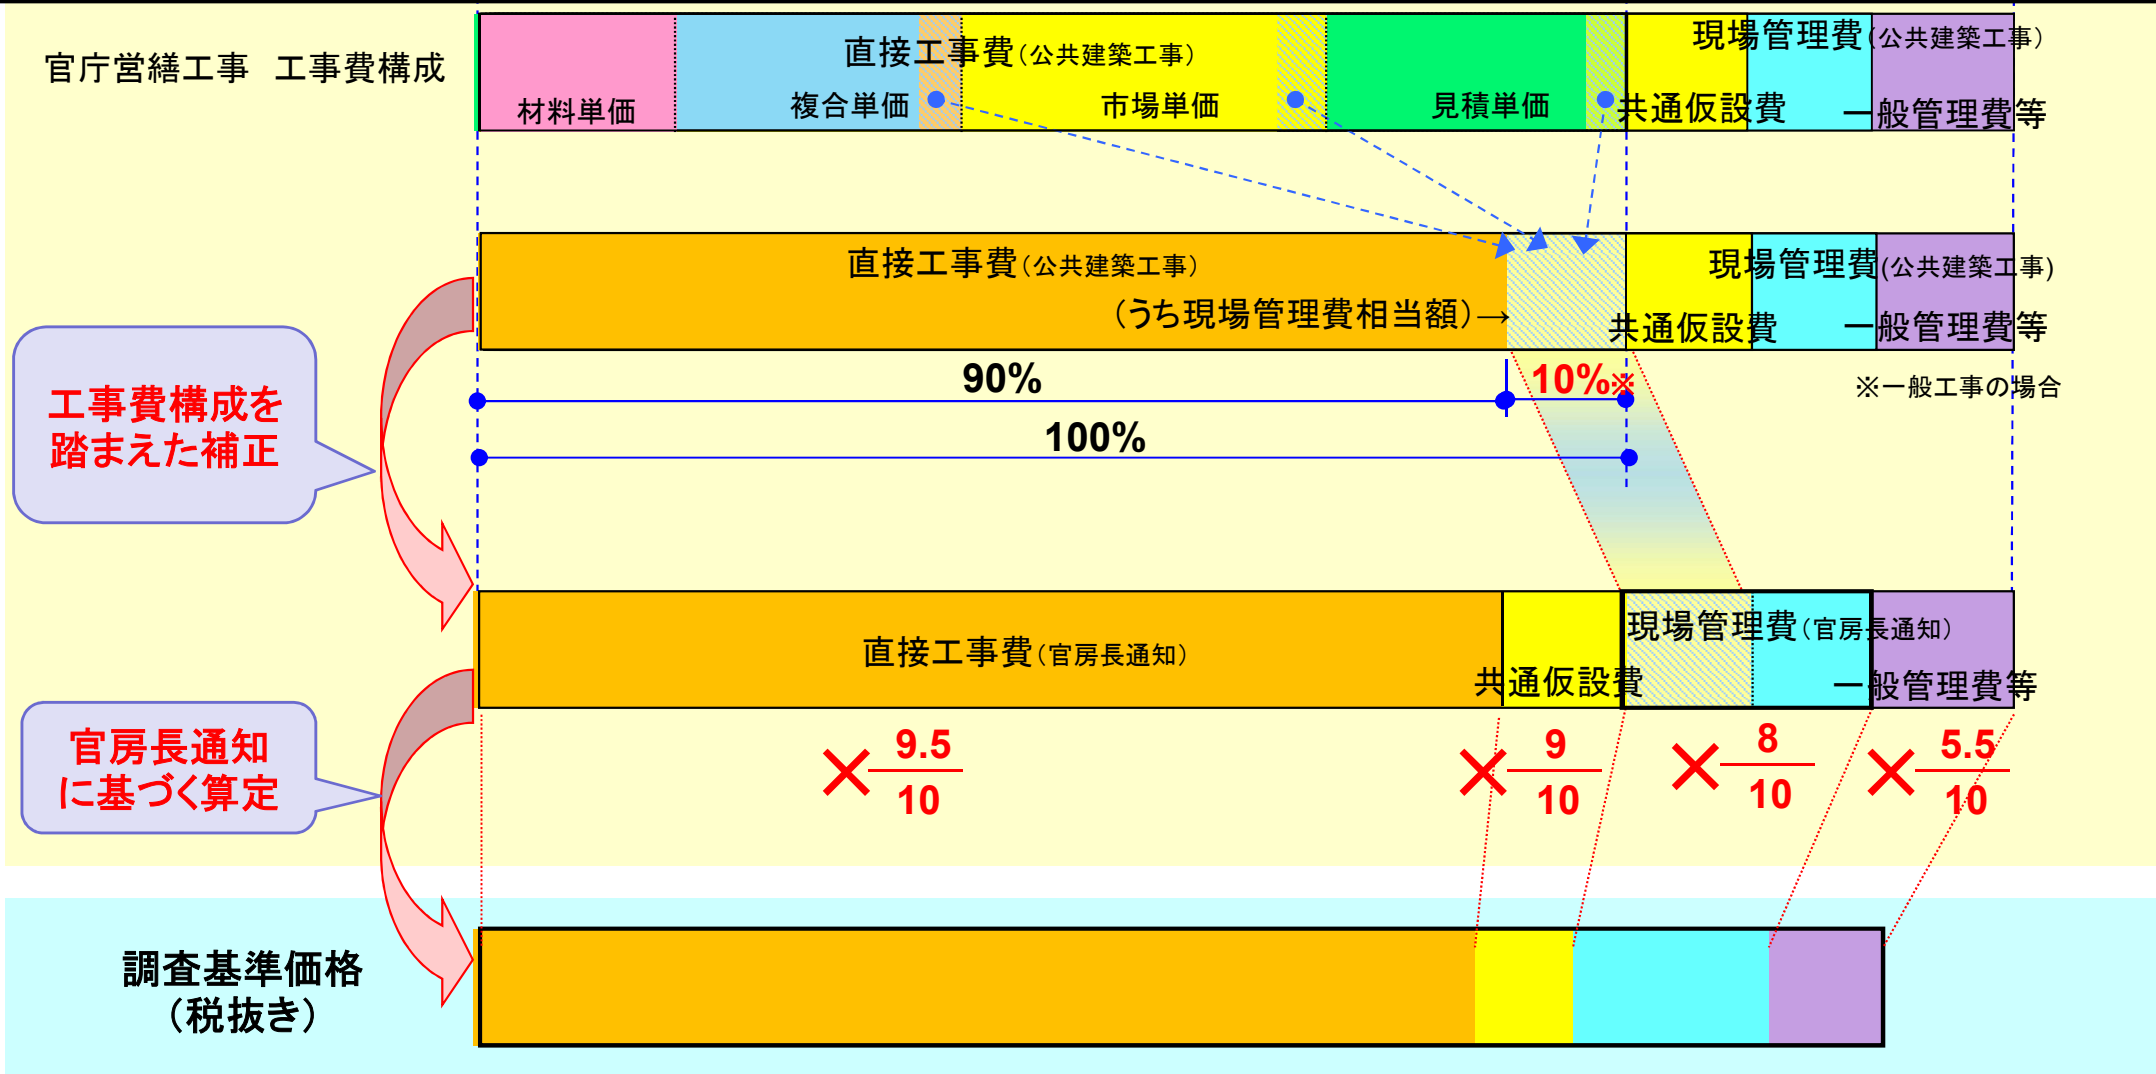 官庁営繕工事 工事費構成
直接工事費(公共建築工事)
現場管理費(公共建築工事)
材料単価
複合単価
市場単価
見積単価
共通仮設費
一般管理費等
直接工事費(公共建築工事)
現場管理費(公共建築工事)
(うち現場管理費相当額)→
共通仮設費
一般管理費等
90%
10%※
※一般工事の場合
100%
工事費構成を
踏まえた補正
直接工事費(官房長通知)
現場管理費(官房長通知)
共通仮設費
一般管理費等
官房長通知
に基づく算定
× 9.5
10
× 9
10
× 8
10
× 5.5
10
調査基準価格
(税抜き)